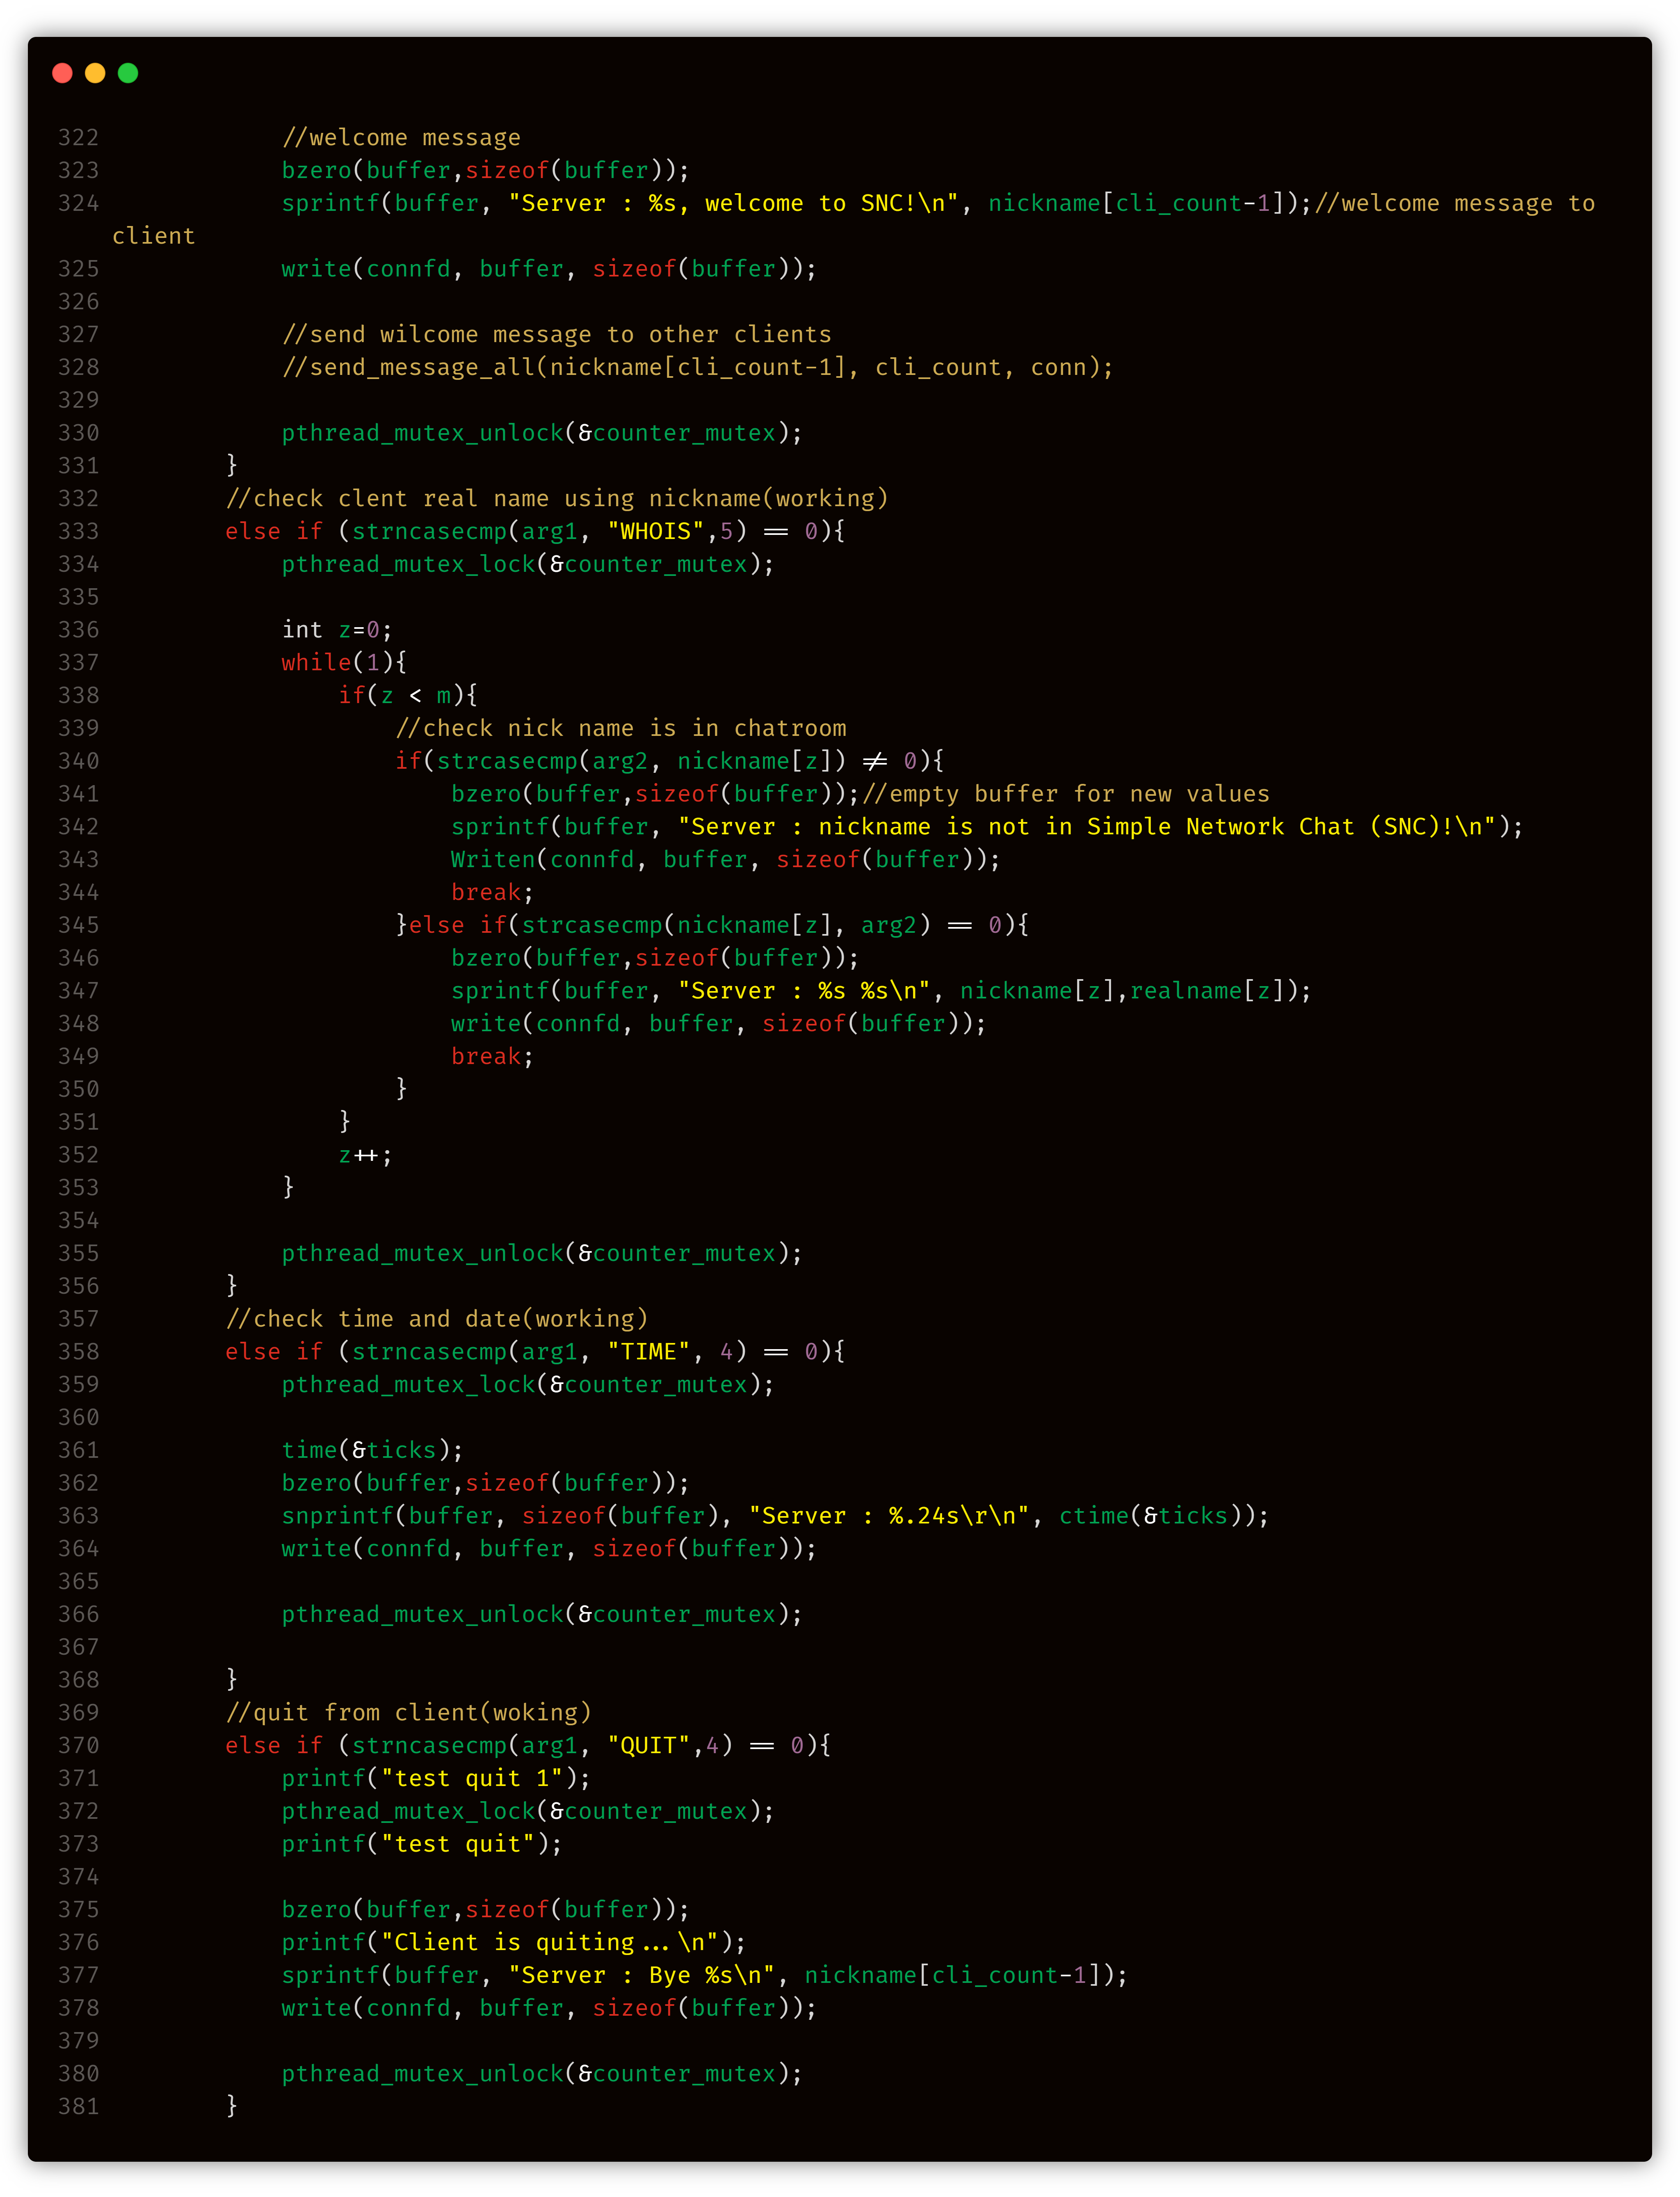 322             //welcome message
323             bzero(buffer,sizeof(buffer));
324             sprintf(buffer, "Server : %s, welcome to SNC!\n", nickname[cli_count-1]);//welcome message to
client
325             write(connfd, buffer, sizeof(buffer));
326
327             //send wilcome message to other clients
328             //send_message_all(nickname[cli_count-1], cli_count, conn);
329
330             pthread_mutex_unlock(&counter_mutex);
331         }
332         //check clent real name using nickname(working)
333         else if (strncasecmp(arg1, "WHOIS",5) == 0){
334             pthread_mutex_lock(&counter_mutex);
335
336             int z=0;
337             while(1){
338                 if(z < m){
339                     //check nick name is in chatroom
340                     if(strcasecmp(arg2, nickname[z]) != 0){
341                         bzero(buffer,sizeof(buffer));//empty buffer for new values
342                         sprintf(buffer, "Server : nickname is not in Simple Network Chat (SNC)!\n");
343                         Writen(connfd, buffer, sizeof(buffer));
344                         break;
345                     }else if(strcasecmp(nickname[z], arg2) == 0){
346                         bzero(buffer,sizeof(buffer));
347                         sprintf(buffer, "Server : %s %s\n", nickname[z],realname[z]);
348                         write(connfd, buffer, sizeof(buffer));
349                         break;
350                     }
351                 }
352                 z++;
353             }
354
355             pthread_mutex_unlock(&counter_mutex);
356         }
357         //check time and date(working)
358         else if (strncasecmp(arg1, "TIME", 4) == 0){
359             pthread_mutex_lock(&counter_mutex);
360
361             time(&ticks);
362             bzero(buffer,sizeof(buffer));
363             snprintf(buffer, sizeof(buffer), "Server : %.24s\r\n", ctime(&ticks));
364             write(connfd, buffer, sizeof(buffer));
365
366             pthread_mutex_unlock(&counter_mutex);
367
368         }
369         //quit from client(woking)
370         else if (strncasecmp(arg1, "QUIT",4) == 0){
371             printf("test quit 1");
372             pthread_mutex_lock(&counter_mutex);
373             printf("test quit");
374
375             bzero(buffer,sizeof(buffer));
376             printf("Client is quiting...\n");
377             sprintf(buffer, "Server : Bye %s\n", nickname[cli_count-1]);
378             write(connfd, buffer, sizeof(buffer));
379
380             pthread_mutex_unlock(&counter_mutex);
381         }